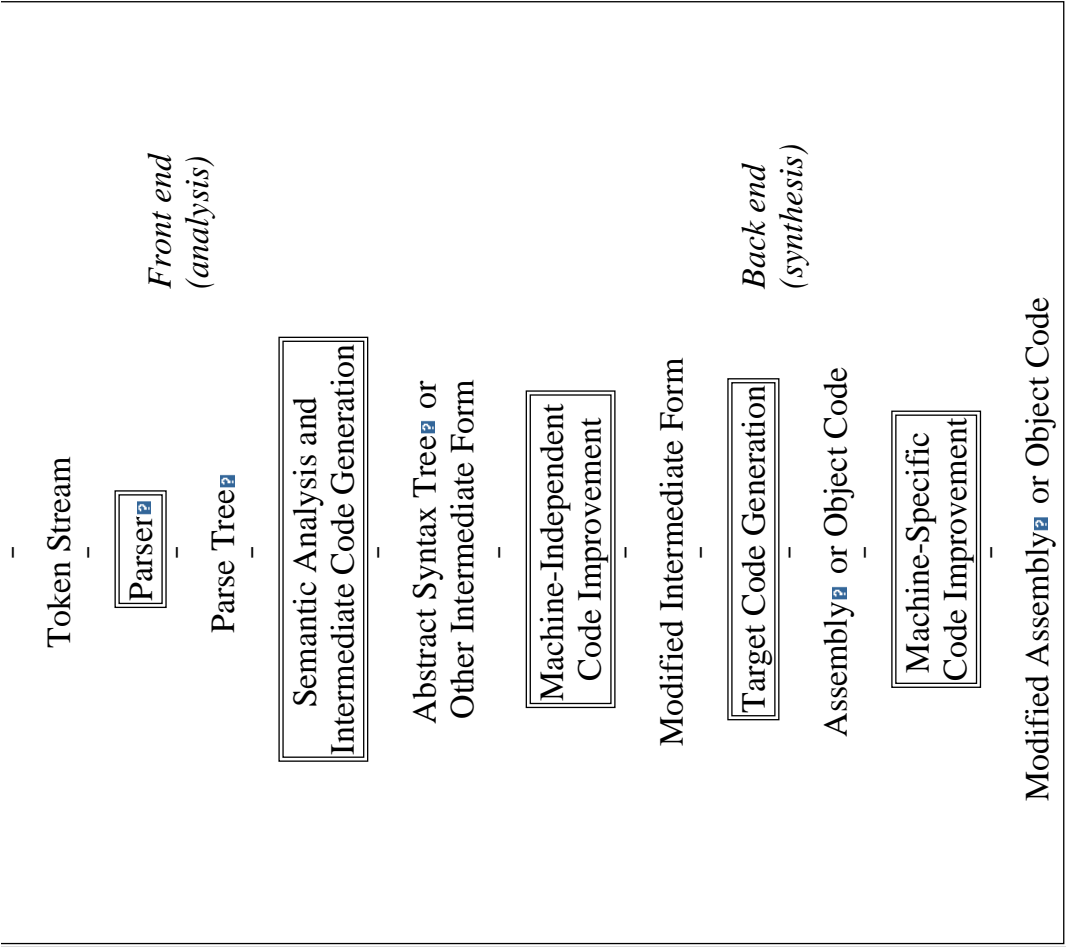 Token Stream
Parser
Front end
(analysis)
Parse Tree
Semantic Analysis and
Intermediate Code Generation
Abstract Syntax Tree or
Other Intermediate Form
Machine-Independent
Code Improvement
Modified Intermediate Form
Target Code Generation
Back end
(synthesis)
Assembly or Object Code
Machine-Specific
Code Improvement
Modified Assembly or Object Code